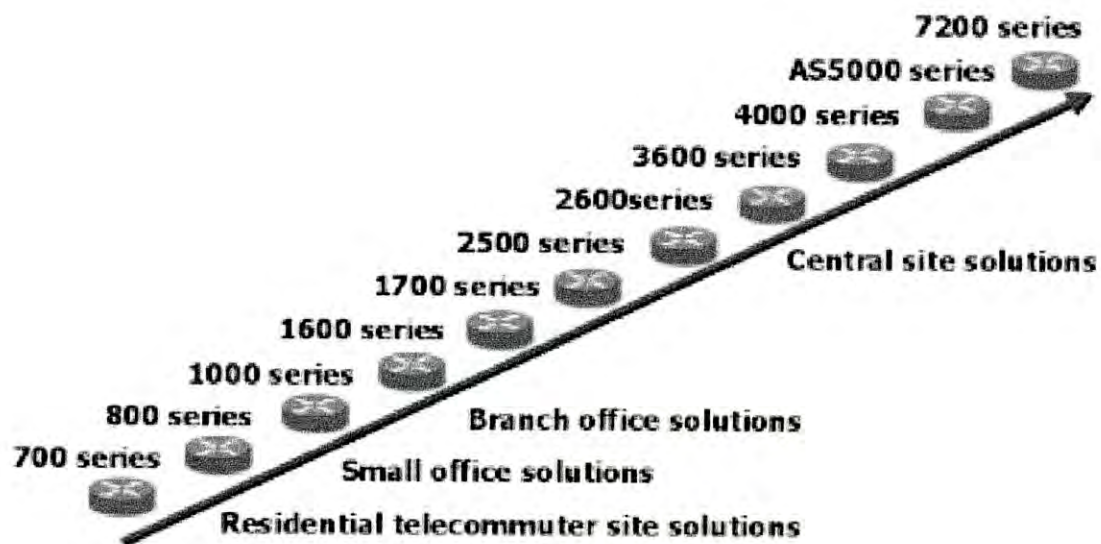 7200 series
AS5000 series
4000 series
3600 series
2600series
2500 series
Central site solutions
1700 series
1600 series
1000 series
800 series
Branch office solutions
700 series
Small office solutions
Residential telecommuter site solutions